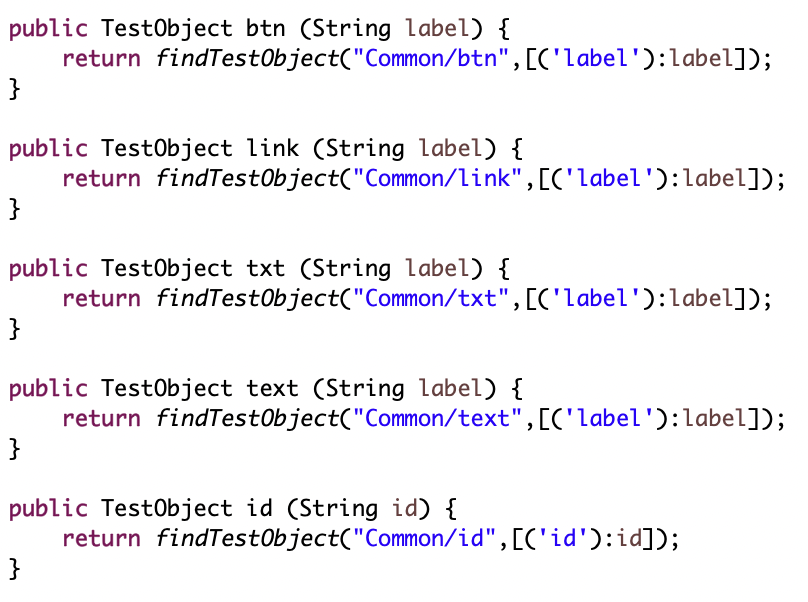 public TestObject btn (String label) {
    return findTestObject("Common/btn",[('label'):label]);
}

public TestObject link (String label) {
    return findTestObject("Common/link",[('label'):label]);
}

public TestObject txt (String label) {
    return findTestObject("Common/txt",[('label'):label]);
}

public TestObject text (String label) {
    return findTestObject("Common/text",[('label'):label]);
}

public TestObject id (String id) {
    return findTestObject("Common/id",[('id'):id]);
}